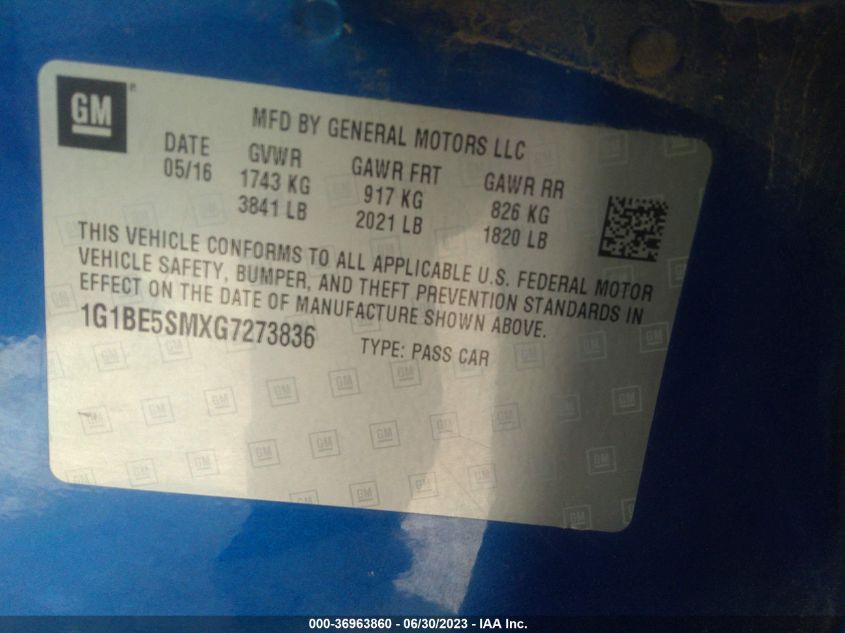 GM
MFD BY GENERAL MOTORS LLC
DATE GVWR GAWR FRT GAWR RR
05/16 1743 KG 917 KG 826 KG
3841 LB 2021 LB 1820 LB
THIS VEHICLE CONFORMS TO ALL APPLICABLE U.S. FEDERAL MOTOR
VEHICLE SAFETY, BUMPER, AND THEFT PREVENTION STANDARDS IN
EFFECT ON THE DATE OF MANUFACTURE SHOWN ABOVE.
1G1BE5SMXG7273836 TYPE: PASS CAR
000-36963860 - 06/30/2023 - IAA Inc.